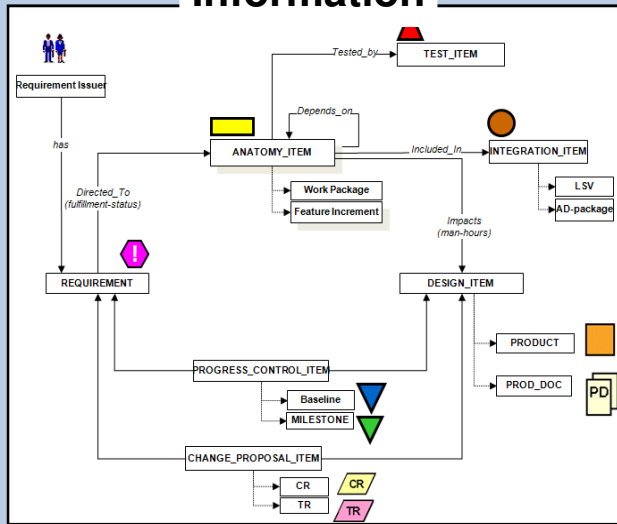 Information
Tested_by
TEST_ITEM
Requirement Issuer
Depends_on
has
ANATOMY_ITEM
Included_In
INTEGRATION_ITEM
Work Package
LSV
Directed_To
(fulfillment-status)
Feature Increment
AD-package
Impacts
(man-hours)
!
REQUIREMENT
DESIGN_ITEM
PRODUCT
PROGRESS_CONTROL_ITEM
PROD_DOC
PD
Baseline
MILESTONE
CHANGE_PROPOSAL_ITEM
CR
CR
TR
TR